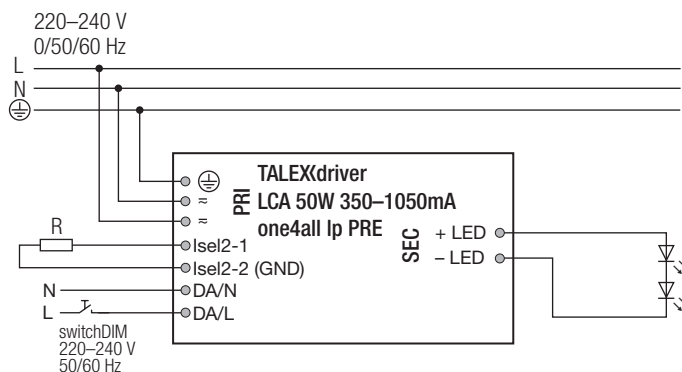 220–240 V
0/50/60 Hz
L
N
TALEXXdriver
LCA 50W 350–1050mA
one4all lp PRE
PRI
SEC
≂
≂
R
Isel2-1
Isel2-2 (GND)
N
DA/N
L
DA/L
+ LED
– LED
switchDIM
220–240 V
50/60 Hz